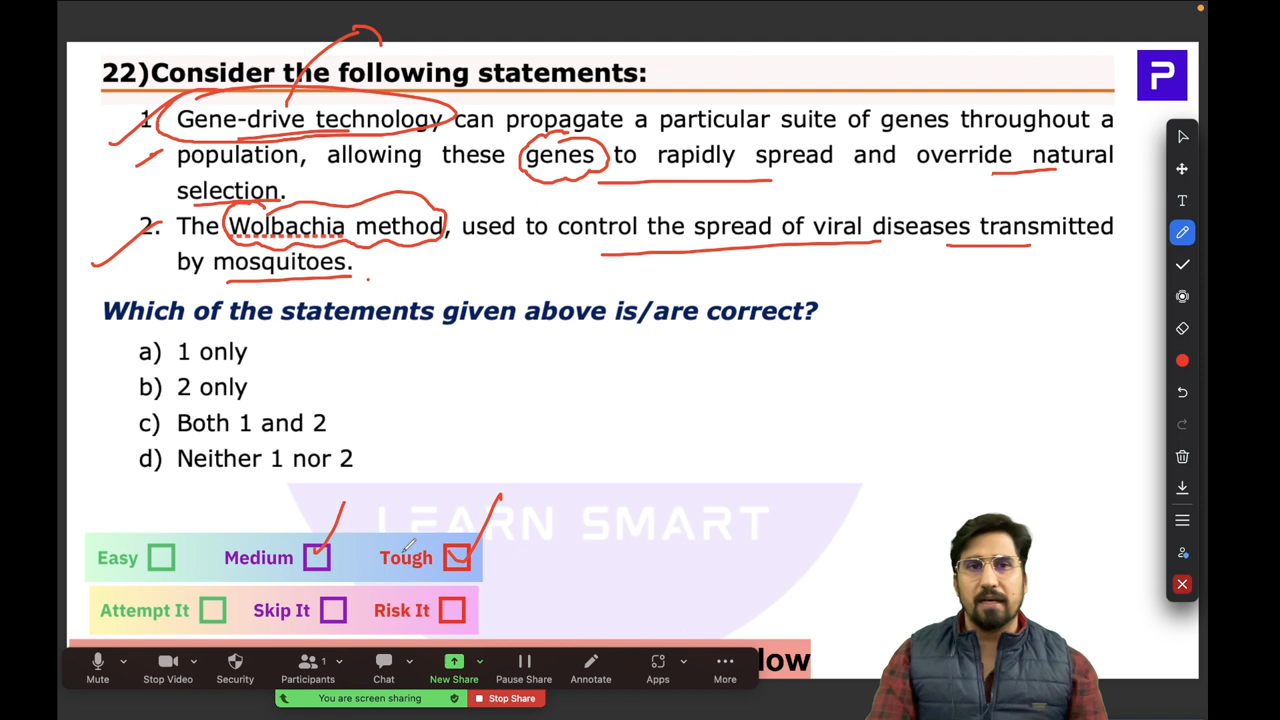 22)Consider the following statements:
P
1 Gene-drive technology can propagate a particular suite of genes throughout a
population, allowing these genes to rapidly spread and override natural
selection.
2. The Wolbachia method, used to control the spread of viral diseases transmitted
by mosquitoes.
Which of the statements given above is/are correct?
a) 1 only
b) 2 only
c) Both 1 and 2
d) Neither 1 nor 2
LEARN SMART
Easy Medium Tough
Attempt It Skip It Risk It
low
Mute Stop Video Security Participants 1 Chat New Share Pause Share Annotate Apps More
You are screen sharing Stop Share
T